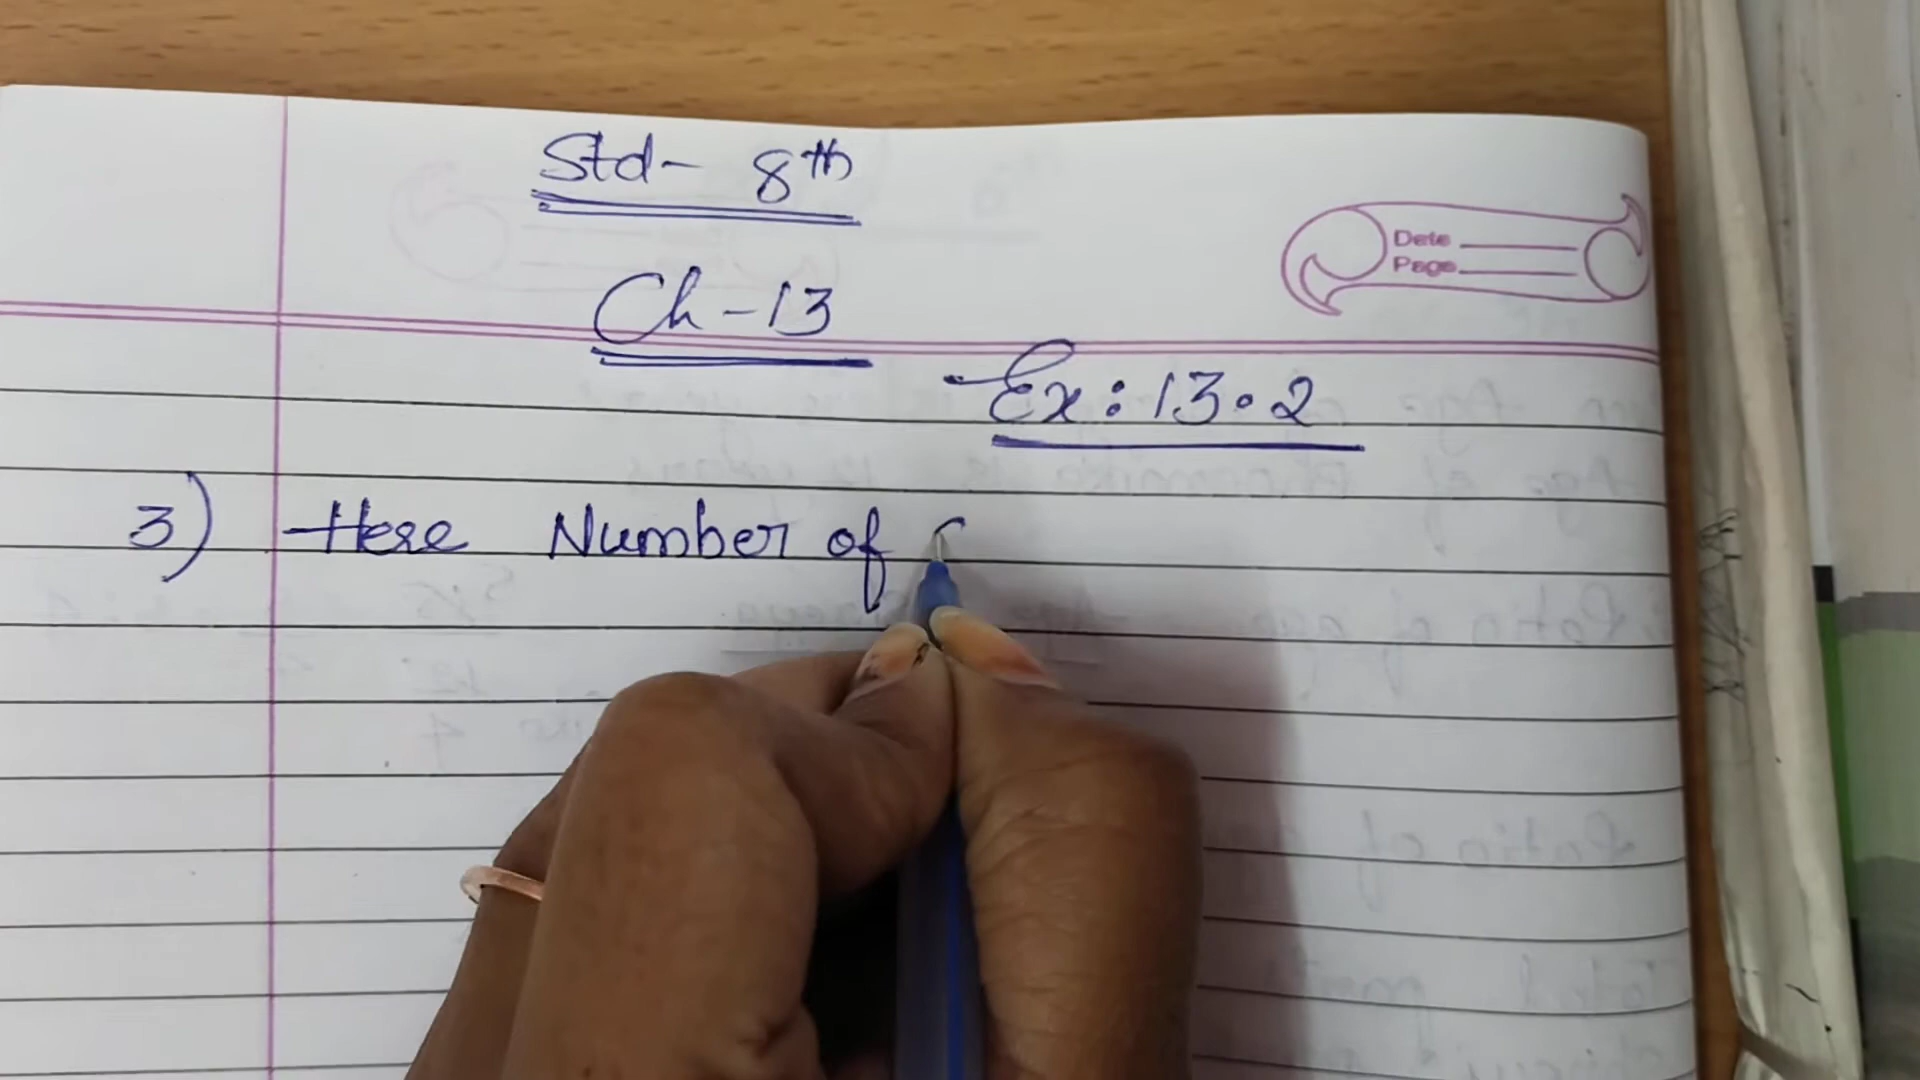 Std- 8th
Ch-13
Date
Page
Ex: 13.2
3) Here Number of